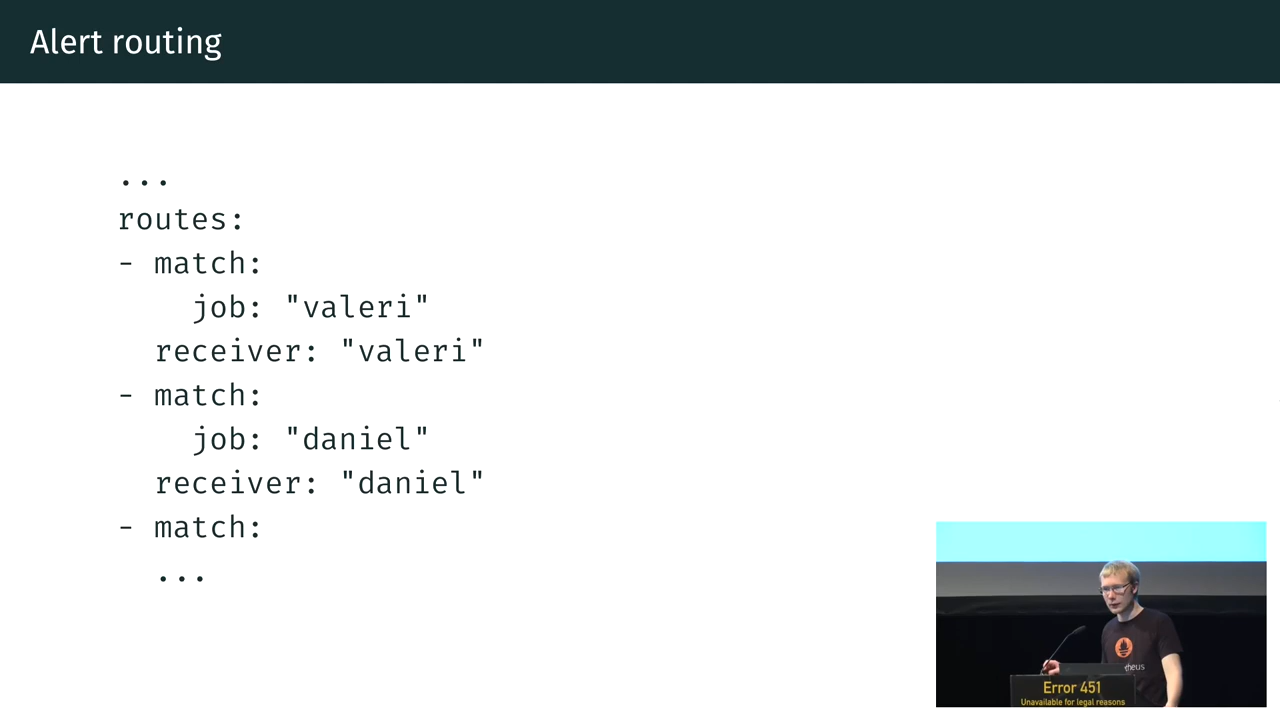 Alert routing
...
routes:
- match:
    job: "valeri"
  receiver: "valeri"
- match:
    job: "daniel"
  receiver: "daniel"
- match:
  ...
Error 451
Unavailable for legal reasons